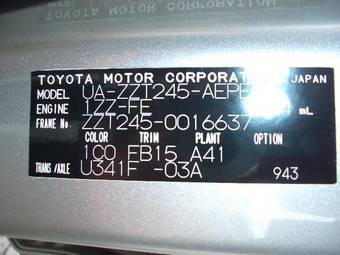 TOYOTA MOTOR CORPORATION JAPAN
MODEL UA-ZZT245-AEPE
ENGINE 1ZZ-FE mL
FRAME No. ZZT245-0016637
COLOR TRIM PLANT OPTION
1C0 FB15 A41
TRANS/AXLE U341F -03A 943